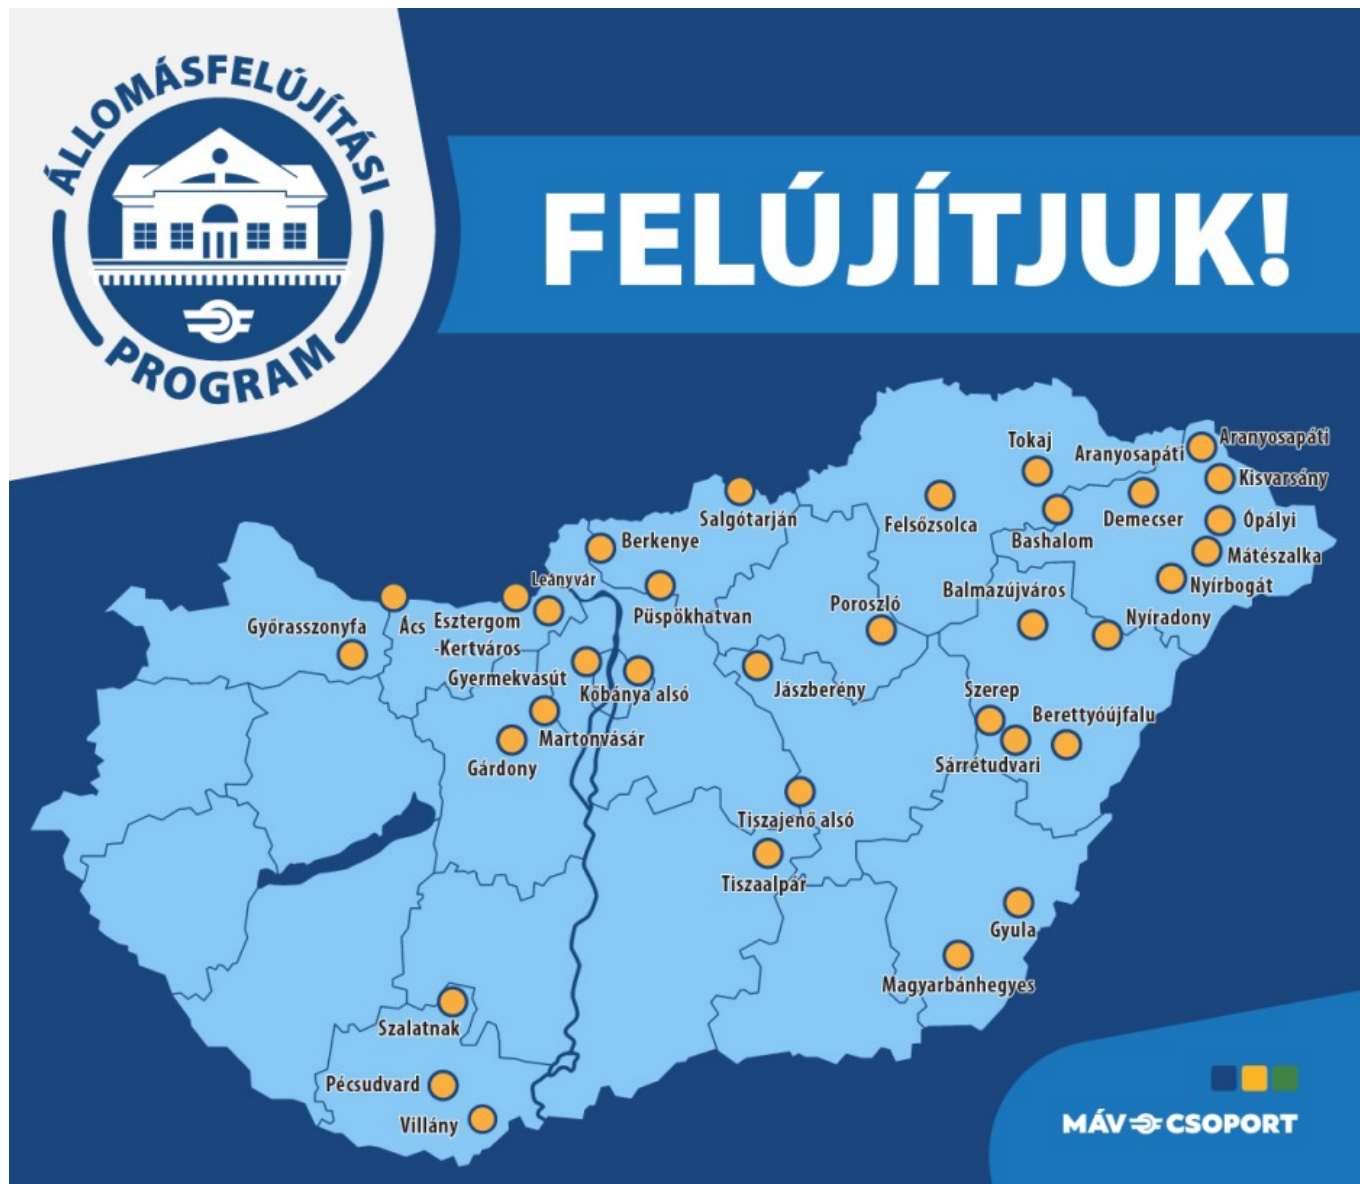 ÁLLOMÁSFELÚJÍTÁSI
PROGRAM
FELÚJÍTJUK!
Tokaj
Aranyosapáti
Aranyosapáti
Kisvarsány
Salgótarján
Felsőzsolca
Bashalom
Demecser
Ópályi
Berkenye
Mátészalka
Leányvár
Nyírbogát
Balmazújváros
Püspökhatvan
Poroszló
Nyíradony
Győrasszonyfa
Ács
Esztergom
-Kertváros
Gyermekvasút
Kőbánya alsó
Jászberény
Szerep
Berettyóújfalu
Martonvásár
Gárdony
Sárrétudvari
Tiszajenő alsó
Tiszaalpár
Gyula
Magyarbánhegyes
Szalatnak
Pécsudvard
Villány
MÁV CSOPORT